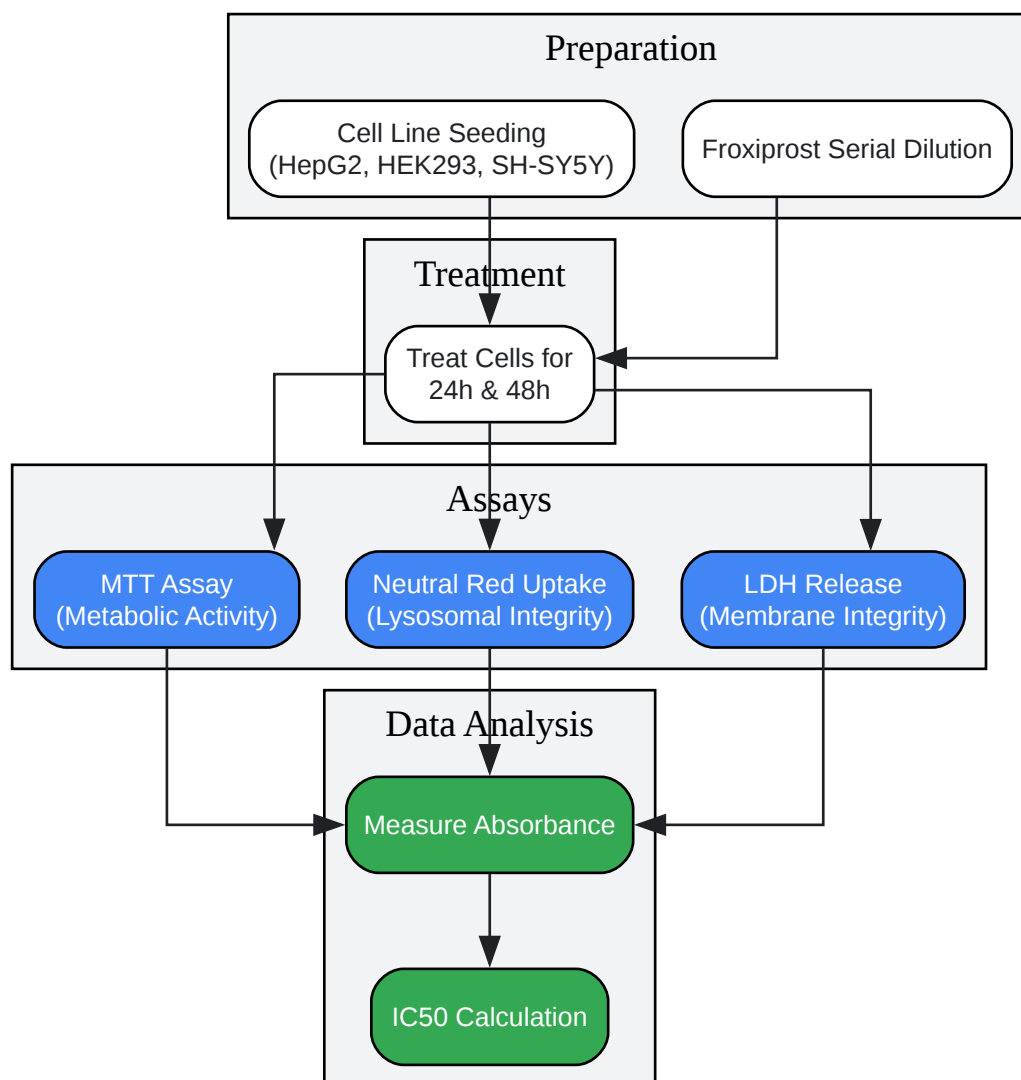 Preparation
Cell Line Seeding
(HepG2, HEK293, SH-SY5Y)
Froxiprost Serial Dilution
Treatment
Treat Cells for
24h & 48h
Assays
MTT Assay
(Metabolic Activity)
Neutral Red Uptake
(Lysosomal Integrity)
LDH Release
(Membrane Integrity)
Data Analysis
Measure Absorbance
IC50 Calculation